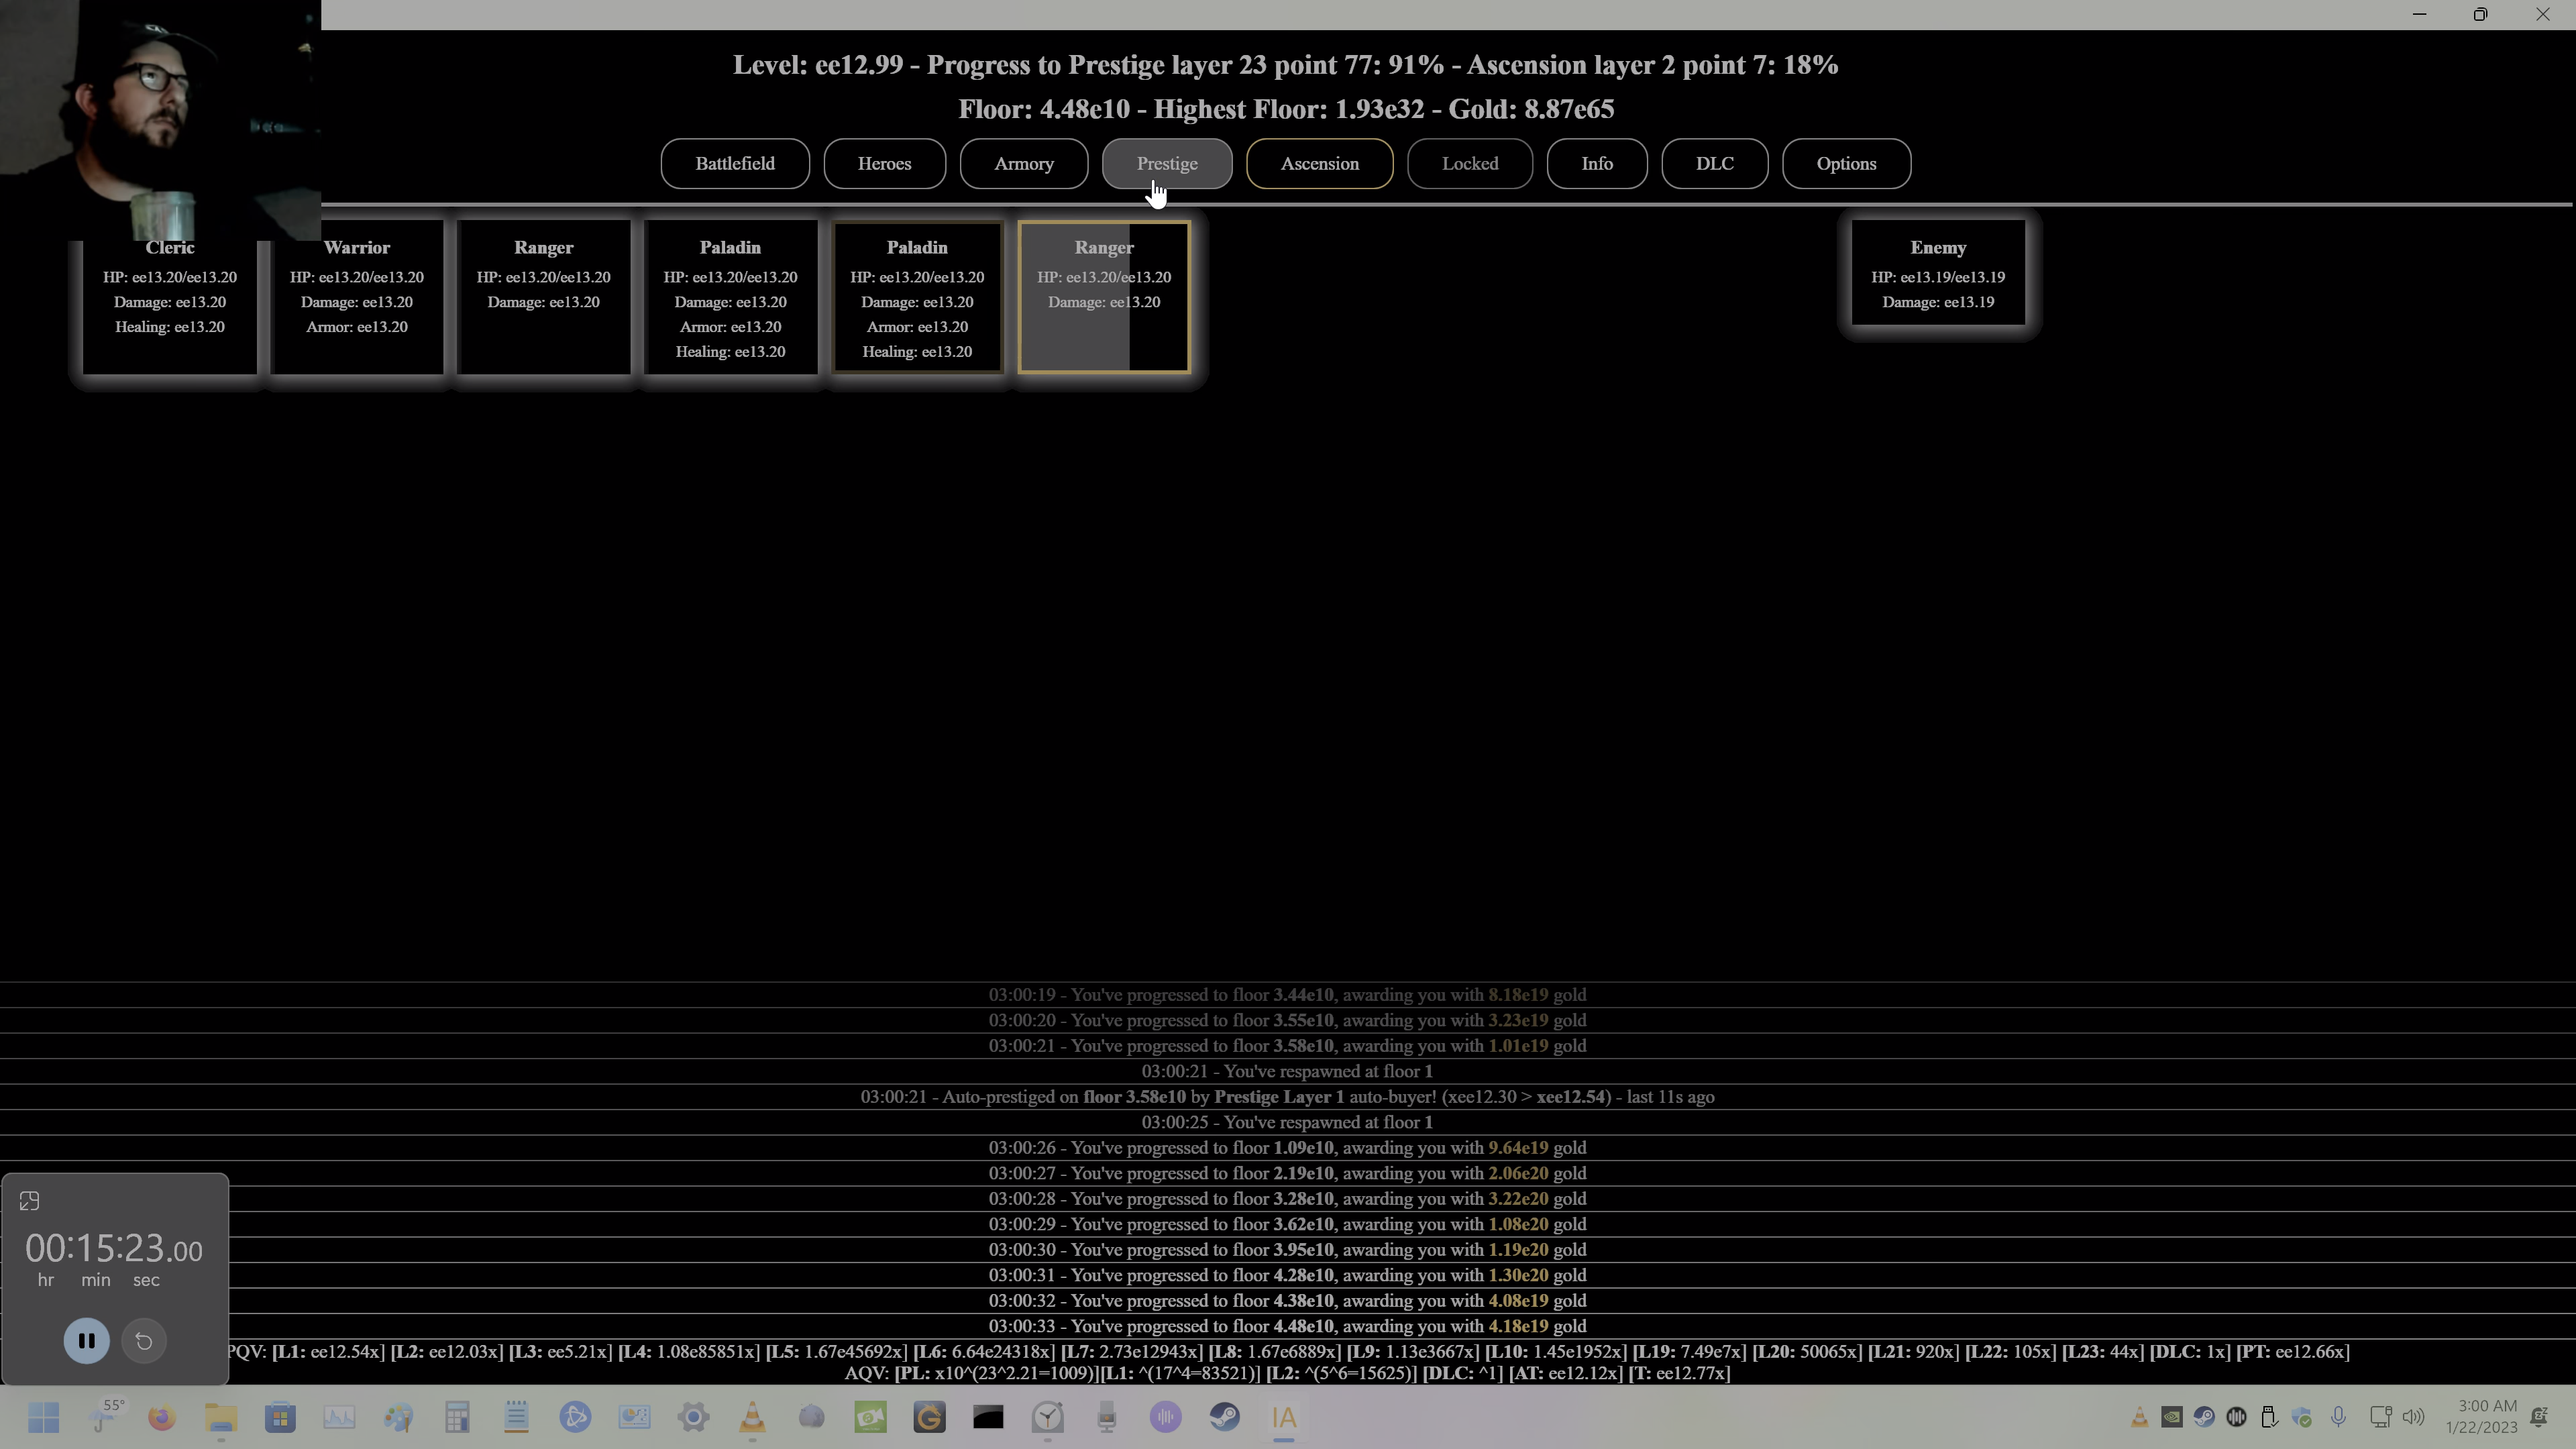 Level: ee12.99 - Progress to Prestige layer 23 point 77: 91% - Ascension layer 2 point 7: 18%
Floor: 4.48e10 - Highest Floor: 1.93e32 - Gold: 8.87e65
Battlefield Heroes Armory Prestige Ascension Locked Info DLC Options
Cleric
HP: ee13.20/ee13.20
Damage: ee13.20
Healing: ee13.20
Warrior
HP: ee13.20/ee13.20
Damage: ee13.20
Armor: ee13.20
Ranger
HP: ee13.20/ee13.20
Damage: ee13.20
Paladin
HP: ee13.20/ee13.20
Damage: ee13.20
Armor: ee13.20
Healing: ee13.20
Paladin
HP: ee13.20/ee13.20
Damage: ee13.20
Armor: ee13.20
Healing: ee13.20
Ranger
HP: ee13.20/ee13.20
Damage: ee13.20
Enemy
HP: ee13.19/ee13.19
Damage: ee13.19
03:00:19 - You've progressed to floor 3.44e10, awarding you with 8.18e19 gold
03:00:20 - You've progressed to floor 3.55e10, awarding you with 3.23e19 gold
03:00:21 - You've progressed to floor 3.58e10, awarding you with 1.01e19 gold
03:00:21 - You've respawned at floor 1
03:00:21 - Auto-prestiged on floor 3.58e10 by Prestige Layer 1 auto-buyer! (xee12.30 > xee12.54) - last 11s ago
03:00:25 - You've respawned at floor 1
03:00:26 - You've progressed to floor 1.09e10, awarding you with 9.64e19 gold
03:00:27 - You've progressed to floor 2.19e10, awarding you with 2.06e20 gold
03:00:28 - You've progressed to floor 3.28e10, awarding you with 3.22e20 gold
03:00:29 - You've progressed to floor 3.62e10, awarding you with 1.08e20 gold
03:00:30 - You've progressed to floor 3.95e10, awarding you with 1.19e20 gold
03:00:31 - You've progressed to floor 4.28e10, awarding you with 1.30e20 gold
03:00:32 - You've progressed to floor 4.38e10, awarding you with 4.08e19 gold
03:00:33 - You've progressed to floor 4.48e10, awarding you with 4.18e19 gold
PQV: [L1: ee12.54x] [L2: ee12.03x] [L3: ee5.21x] [L4: 1.08e85851x] [L5: 1.67e45692x] [L6: 6.64e24318x] [L7: 2.73e12943x] [L8: 1.67e6889x] [L9: 1.13e3667x] [L10: 1.45e1952x] [L19: 7.49e7x] [L20: 50065x] [L21: 920x] [L22: 105x] [L23: 44x] [DLC: 1x] [PT: ee12.66x]
AQV: [PL: x10^(23^2.21=1009)][L1: ^(17^4=83521)] [L2: ^(5^6=15625)] [DLC: ^1] [AT: ee12.12x] [T: ee12.77x]
00:15:23.00
hr min sec
55°
IA
3:00 AM
1/22/2023